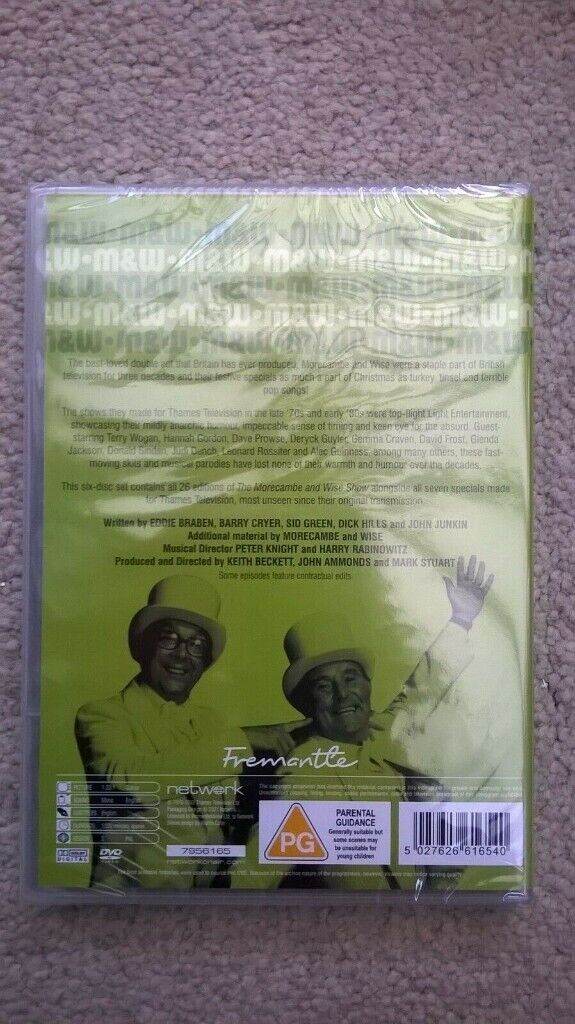 m&w·m&w·m&w·m&w
The best-loved double act that Britain has ever produced, Morecambe and Wise were a staple part of British
television for three decades and their festive specials as much a part of Christmas as turkey, tinsel and terrible
pop songs!
The shows they made for Thames Television in the late '70s and early '80s were top-flight Light Entertainment,
showcasing their mildly anarchic humour, impeccable sense of timing and keen eye for the absurd. Guest-
starring Terry Wogan, Hannah Gordon, Dave Prowse, Deryck Guyler, Gemma Craven, David Frost, Glenda
Jackson, Donald Sinden, Judi Dench, Leonard Rossiter and Alec Guinness, among many others, these fast-
moving skits and musical parodies have lost none of their warmth and humour over the decades.
This six-disc set contains all 26 editions of The Morecambe and Wise Show alongside all seven specials made
for Thames Television, most unseen since their original transmission.
Written by EDDIE BRABEN, BARRY CRYER, SID GREEN, DICK HILLS and JOHN JUNKIN
Additional material by MORECAMBE and WISE
Musical Director PETER KNIGHT and HARRY RABINOWITZ
Produced and Directed by KEITH BECKETT, JOHN AMMONDS and MARK STUART
Some episodes feature contractual edits
Fremantle
network
7956165
networkonair.com
DIGITAL
DVD
PG
PARENTAL
GUIDANCE
Generally suitable but
some scenes may
be unsuitable for
young children
5 027626 616540